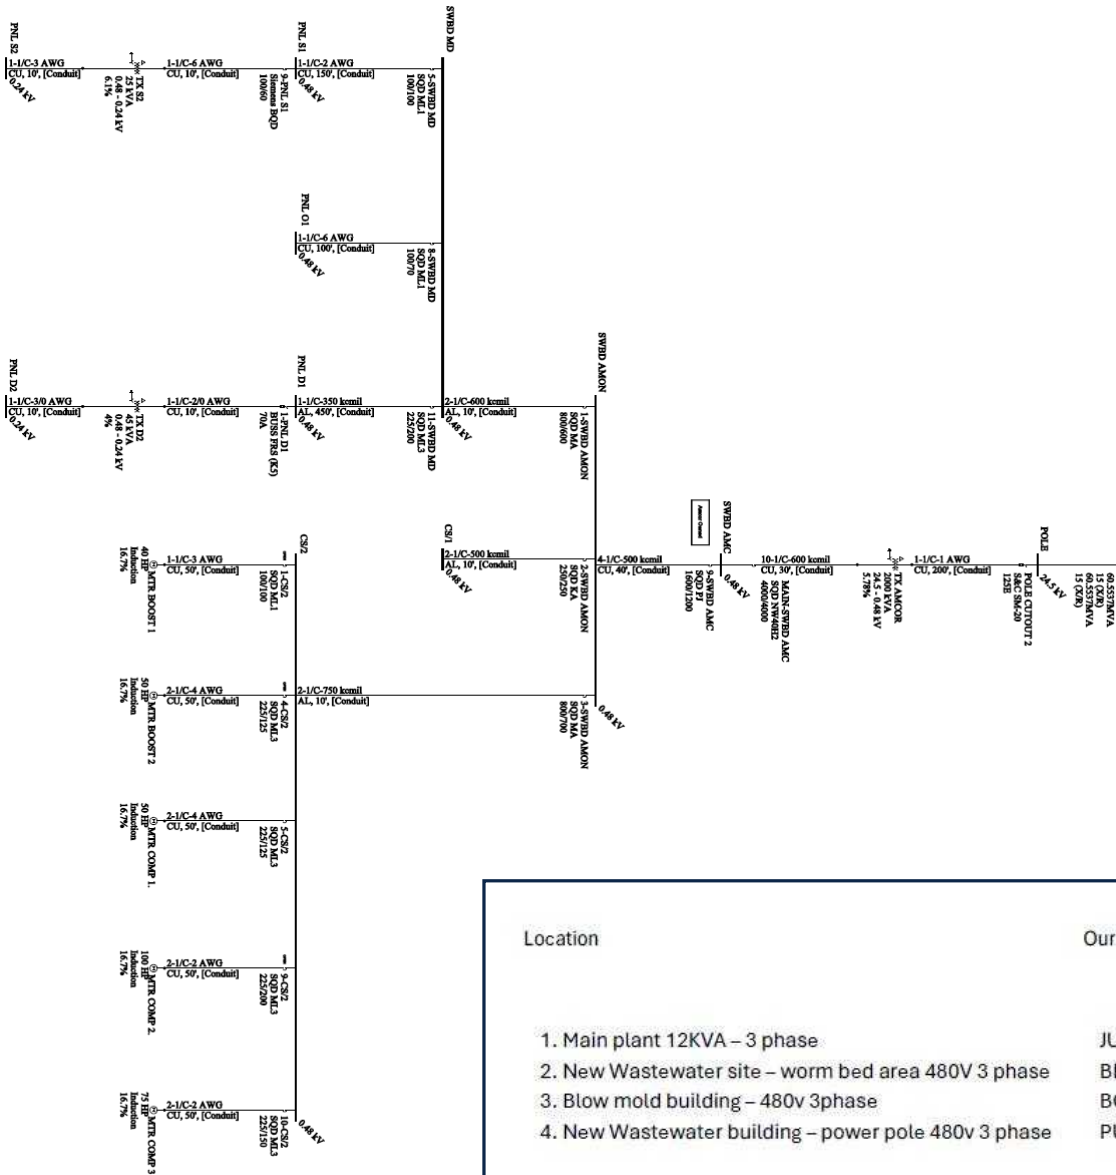 SWBD MD
PNL S1
PNL S2
5-SWBD MD
SQD ML1
100/100
1-1/C-2 AWG
CU, 150', [Conduit]
0.48 kV
9-PNL S1
Siemens BQD
100/60
1-1/C-6 AWG
CU, 10', [Conduit]
TX S2
25 kVA
0.48 - 0.24 kV
6.1%
1-1/C-3 AWG
CU, 10', [Conduit]
0.24 kV
PNL O1
8-SWBD MD
SQD ML1
100/70
1-1/C-6 AWG
CU, 100', [Conduit]
0.48 kV
SWBD AMON
1-SWBD AMON
SQD MA
800/600
2-1/C-600 kcmil
AL, 10', [Conduit]
0.48 kV
PNL D1
11-SWBD MD
SQD ML3
225/200
1-1/C-350 kcmil
AL, 450', [Conduit]
0.48 kV
1-PNL D1
BUSS FRS (K5)
70A
1-1/C-2/0 AWG
CU, 10', [Conduit]
TX D2
45 kVA
0.48 - 0.24 kV
4%
PNL D2
1-1/C-3/0 AWG
CU, 10', [Conduit]
0.24 kV
60.5537MVA
15 (X/R)
60.5537MVA
15 (X/R)
POLE
24.5 kV
POLE CUTOUT 2
S&C SM-20
125E
1-1/C-1 AWG
CU, 200', [Conduit]
TX AMCOR
2000 kVA
24.5 - 0.48 kV
5.78%
10-1/C-600 kcmil
CU, 30', [Conduit]
MAIN-SWBD AMC
SQD NW40H2
4000/4000
SWBD AMC
0.48 kV
9-SWBD AMC
SQD PJ
1600/1200
4-1/C-500 kcmil
CU, 40', [Conduit]
2-SWBD AMON
SQD KA
250/250
2-1/C-500 kcmil
AL, 10', [Conduit]
CS/1
0.48 kV
0.48 kV
3-SWBD AMON
SQD MA
800/700
2-1/C-750 kcmil
AL, 10', [Conduit]
CS/2
0.48 kV
1-CS/2
SQD ML1
100/100
1-1/C-3 AWG
CU, 50', [Conduit]
MTR BOOST 1
40 HP
Induction
16.7%
4-CS/2
SQD ML3
225/125
2-1/C-4 AWG
CU, 50', [Conduit]
MTR BOOST 2
50 HP
Induction
16.7%
5-CS/2
SQD ML3
225/125
2-1/C-4 AWG
CU, 50', [Conduit]
MTR COMP 1.
50 HP
Induction
16.7%
9-CS/2
SQD ML3
225/200
2-1/C-2 AWG
CU, 50', [Conduit]
MTR COMP 2.
100 HP
Induction
16.7%
10-CS/2
SQD ML3
225/150
2-1/C-2 AWG
CU, 50', [Conduit]
MTR COMP 3
75 HP
Induction
16.7%
Location Our
1. Main plant 12KVA – 3 phase
2. New Wastewater site – worm bed area 480V 3 phase
3. Blow mold building – 480v 3phase
4. New Wastewater building – power pole 480v 3 phase